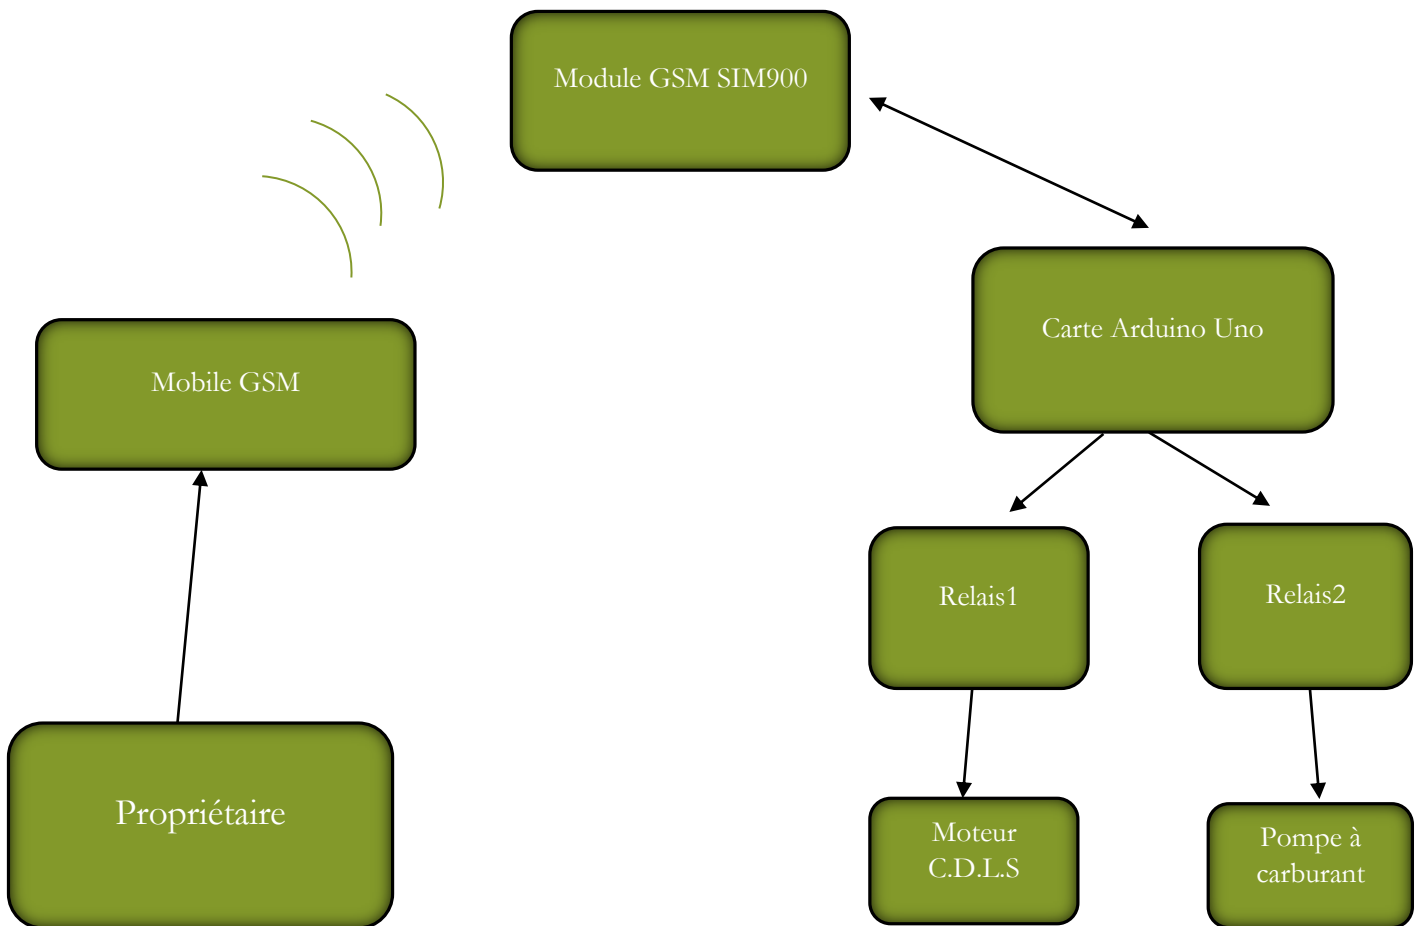 Module GSM SIM900
Carte Arduino Uno
Mobile GSM
Relais1
Relais2
Propriétaire
Moteur
C.D.L.S
Pompe à
carburant